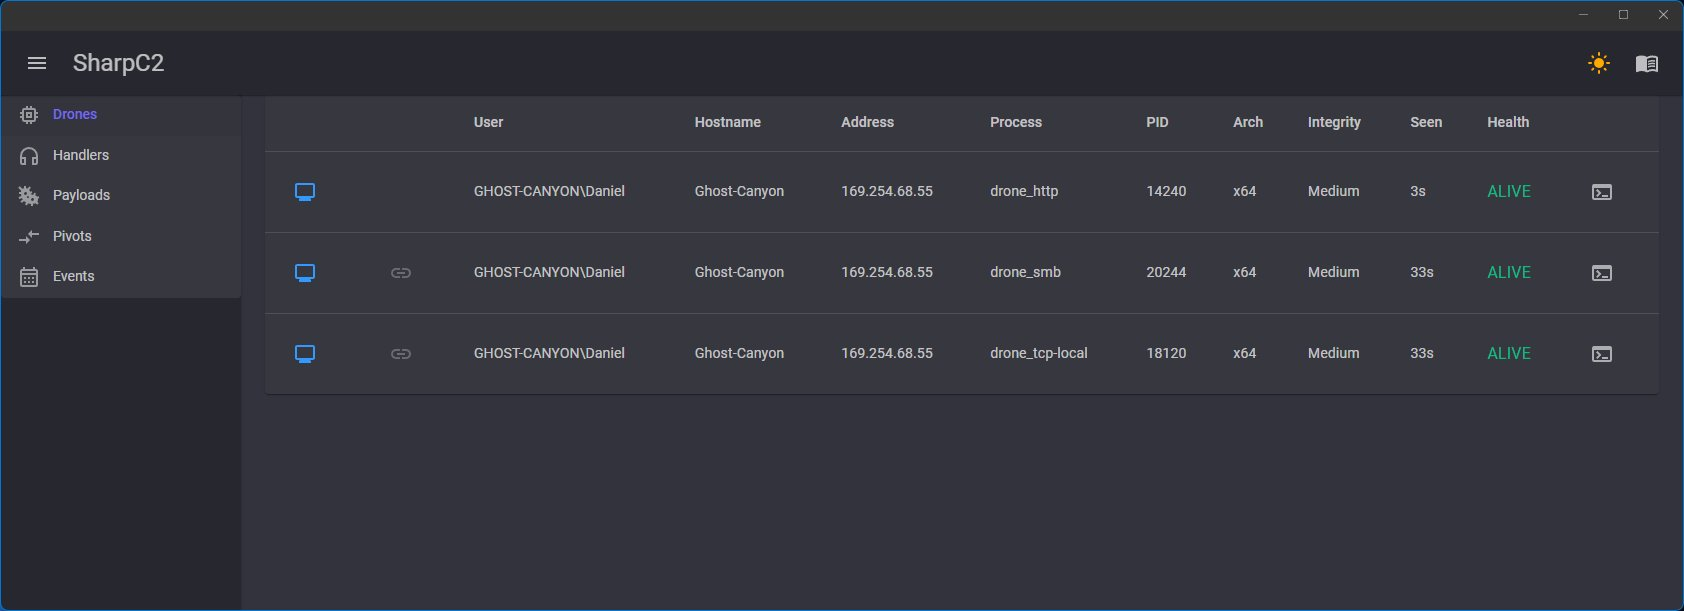 SharpC2
Drones
Handlers
Payloads
Pivots
Events
User Hostname Address Process PID Arch Integrity Seen Health
GHOST-CANYON\Daniel Ghost-Canyon 169.254.68.55 drone_http 14240 x64 Medium 3s ALIVE
GHOST-CANYON\Daniel Ghost-Canyon 169.254.68.55 drone_smb 20244 x64 Medium 33s ALIVE
GHOST-CANYON\Daniel Ghost-Canyon 169.254.68.55 drone_tcp-local 18120 x64 Medium 33s ALIVE